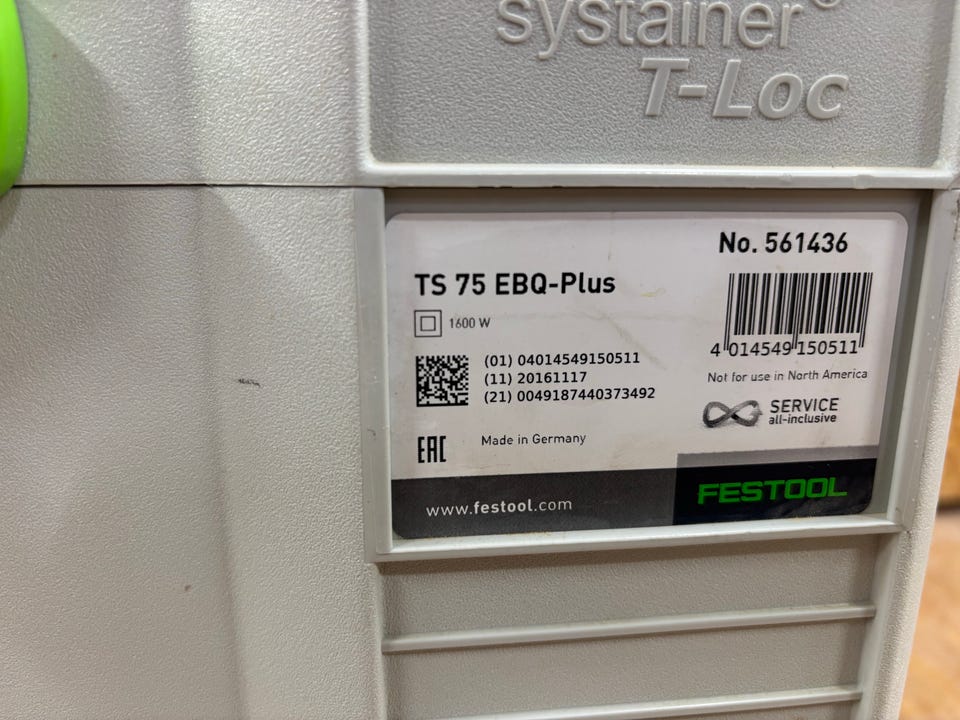 systainer®
T-Loc
No. 561436
TS 75 EBQ-Plus
1600 W
4 014549 150511
(01) 04014549150511
(11) 20161117
(21) 0049187440373492
Not for use in North America
SERVICE
all-inclusive
EAC
Made in Germany
www.festool.com
FESTOOL